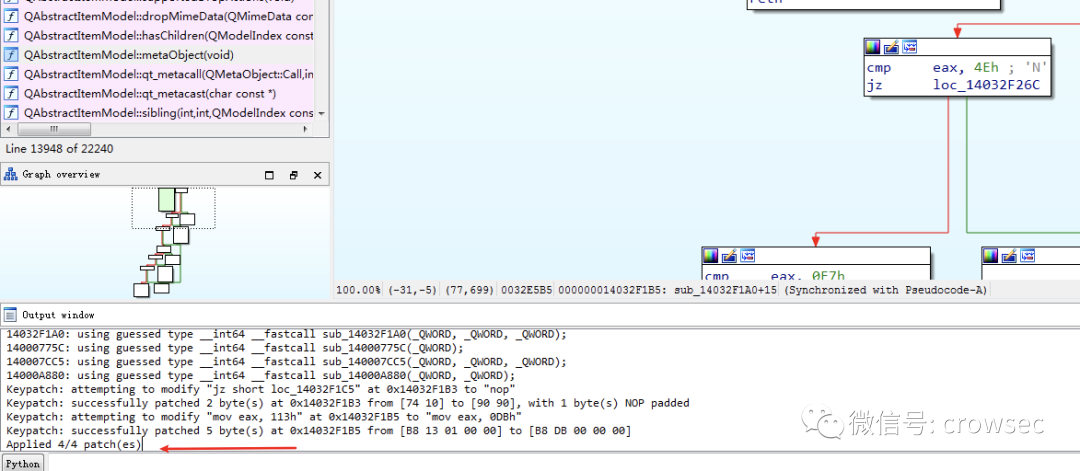 QAbstractItemModel::dropMimeData(QMimeData con
QAbstractItemModel::hasChildren(QModelIndex const
QAbstractItemModel::metaObject(void)
QAbstractItemModel::qt_metacall(QMetaObject::Call,in
QAbstractItemModel::qt_metacast(char const *)
QAbstractItemModel::sibling(int,int,QModelIndex cons
Line 13948 of 22240
Graph overview
cmp eax, 4Eh ; 'N'
jz loc_14032F26C
cmp eax, 0E7h
100.00% (-31,-5) (77,699) 0032E5B5 000000014032F1B5: sub_14032F1A0+15 (Synchronized with Pseudocode-A)
Output window
14032F1A0: using guessed type __int64 __fastcall sub_14032F1A0(_QWORD, _QWORD, _QWORD);
14000775C: using guessed type __int64 __fastcall sub_14000775C(_QWORD);
140007CC5: using guessed type __int64 __fastcall sub_140007CC5(_QWORD, _QWORD, _QWORD);
14000A880: using guessed type __int64 __fastcall sub_14000A880(_QWORD, _QWORD);
Keypatch: attempting to modify "jz short loc_14032F1C5" at 0x14032F1B3 to "nop"
Keypatch: successfully patched 2 byte(s) at 0x14032F1B3 from [74 10] to [90 90], with 1 byte(s) NOP padded
Keypatch: attempting to modify "mov eax, 113h" at 0x14032F1B5 to "mov eax, 0DBh"
Keypatch: successfully patched 5 byte(s) at 0x14032F1B5 from [B8 13 01 00 00] to [B8 DB 00 00 00]
Applied 4/4 patch(es)
微信号: crowsec
Python